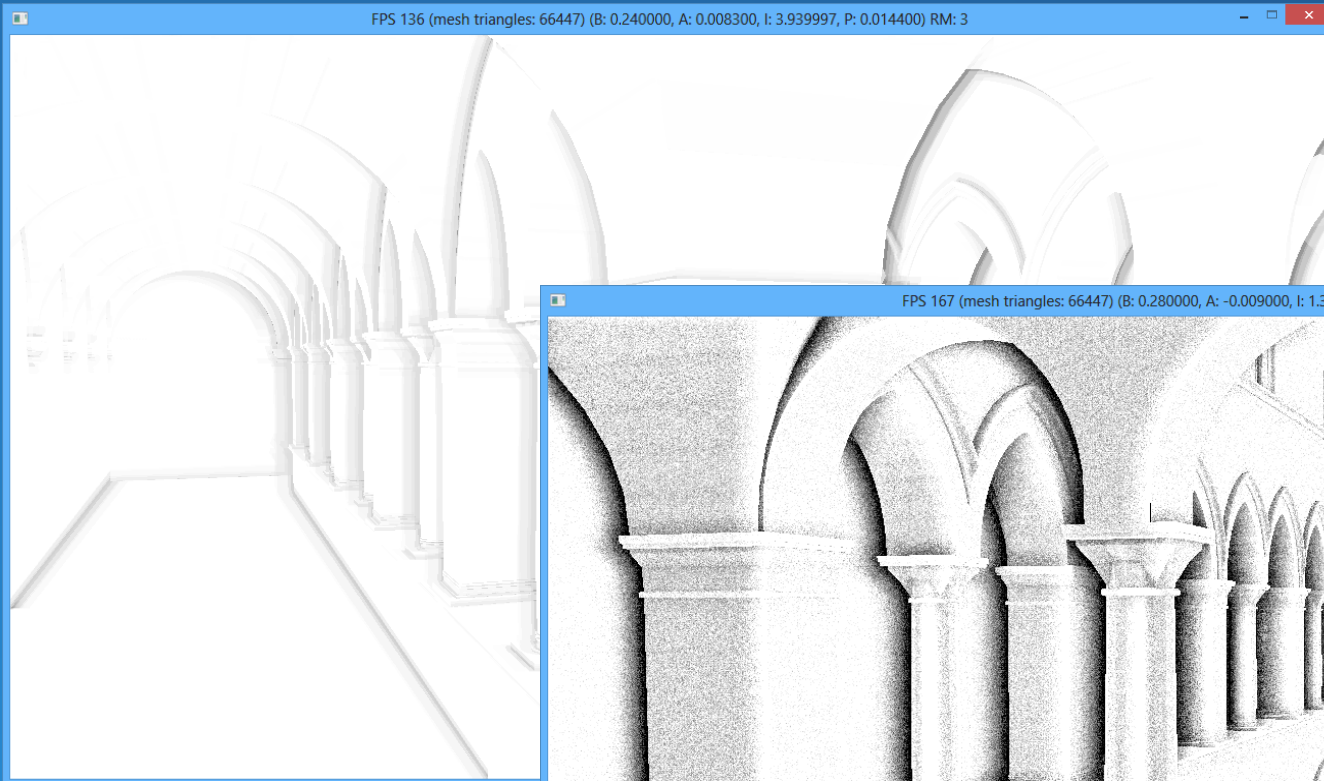 FPS 136 (mesh triangles: 66447) (B: 0.240000, A: 0.008300, I: 3.939997, P: 0.014400) RM: 3
FPS 167 (mesh triangles: 66447) (B: 0.280000, A: -0.009000, I: 1.3